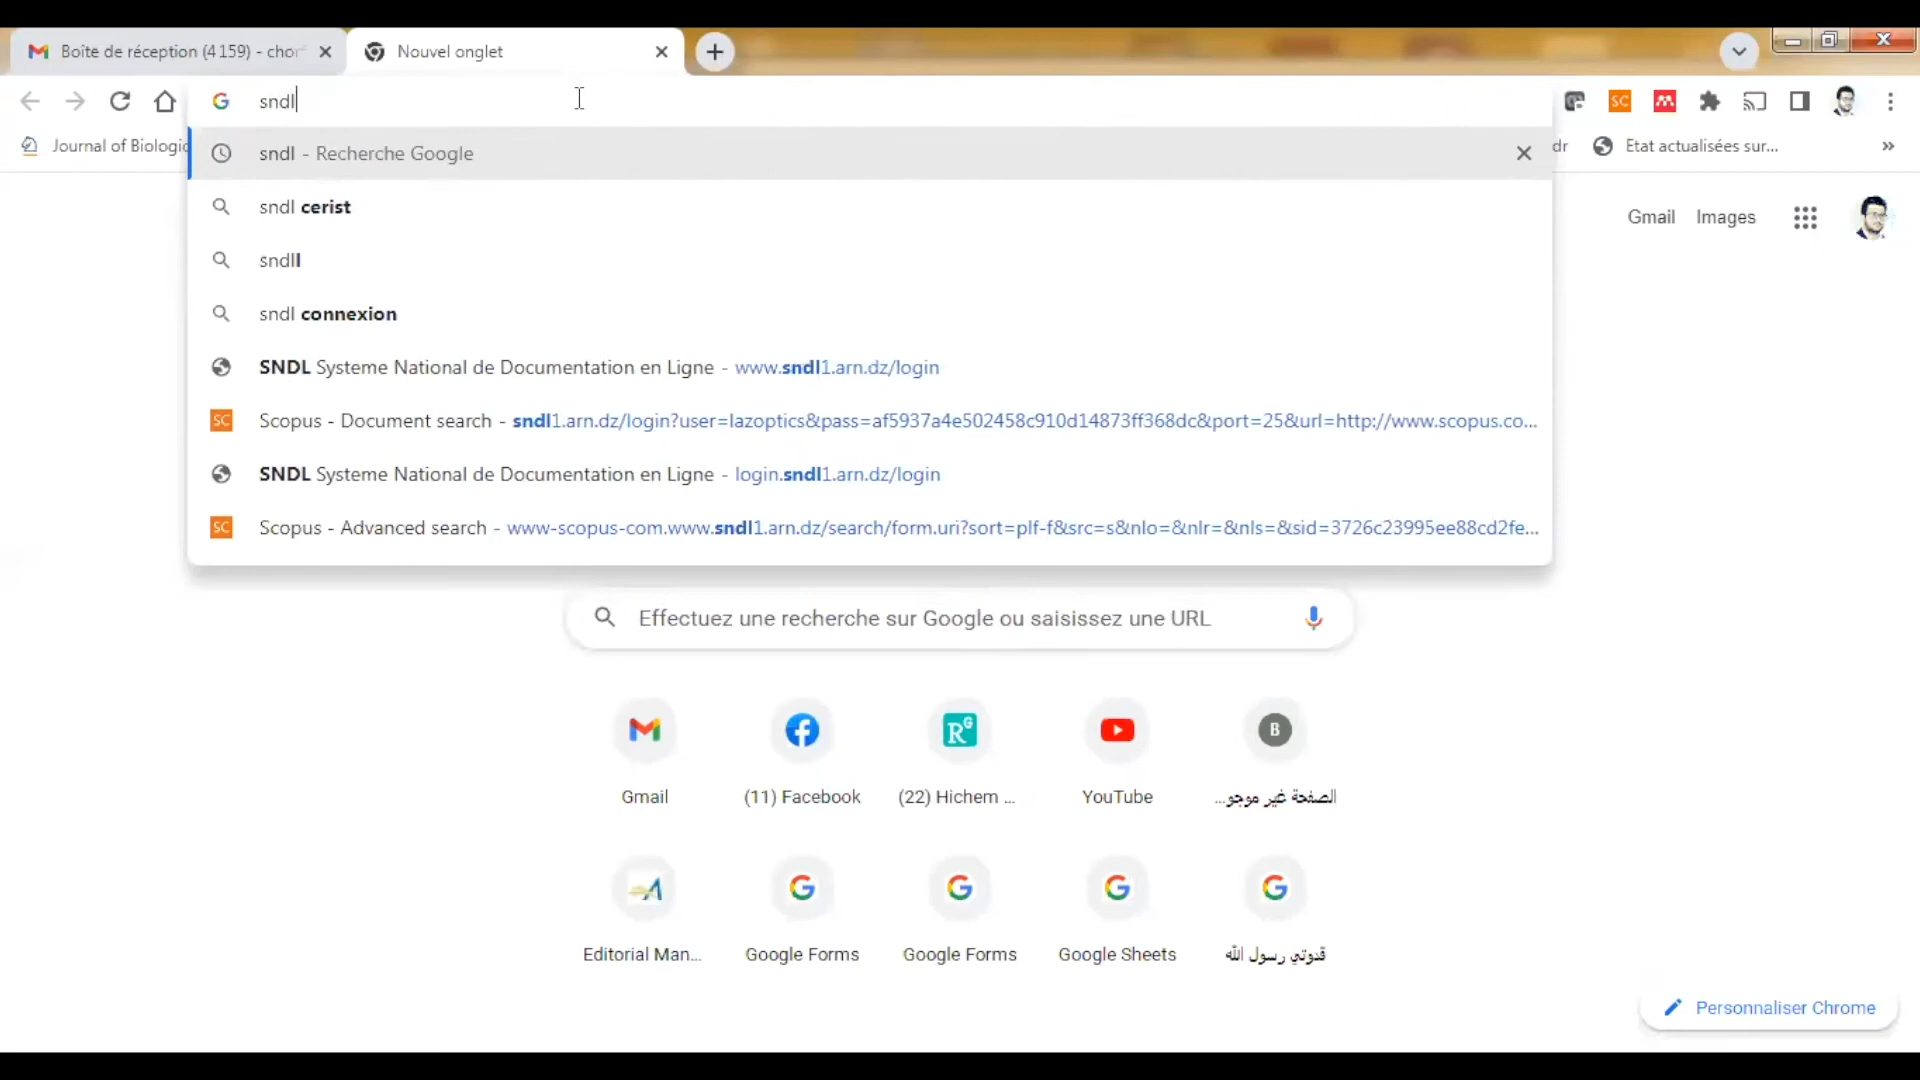 Boîte de réception (4 159) - chor
Nouvel onglet
sndl
Journal of Biologic
dr
Etat actualisées sur...
sndl - Recherche Google
sndl cerist
sndll
sndl connexion
SNDL Systeme National de Documentation en Ligne - www.sndl1.arn.dz/login
Scopus - Document search - sndl1.arn.dz/login?user=lazoptics&pass=af5937a4e502458c910d14873ff368dc&port=25&url=http://www.scopus.co...
SNDL Systeme National de Documentation en Ligne - login.sndl1.arn.dz/login
Scopus - Advanced search - www-scopus-com.www.sndl1.arn.dz/search/form.uri?sort=plf-f&src=s&nlo=&nlr=&nls=&sid=3726c23995ee88cd2fe...
Gmail Images
Effectuez une recherche sur Google ou saisissez une URL
Gmail
(11) Facebook
(22) Hichem ...
YouTube
الصفحة غير موجو...
Editorial Man...
Google Forms
Google Forms
Google Sheets
قدوتي رسول الله
Personnaliser Chrome